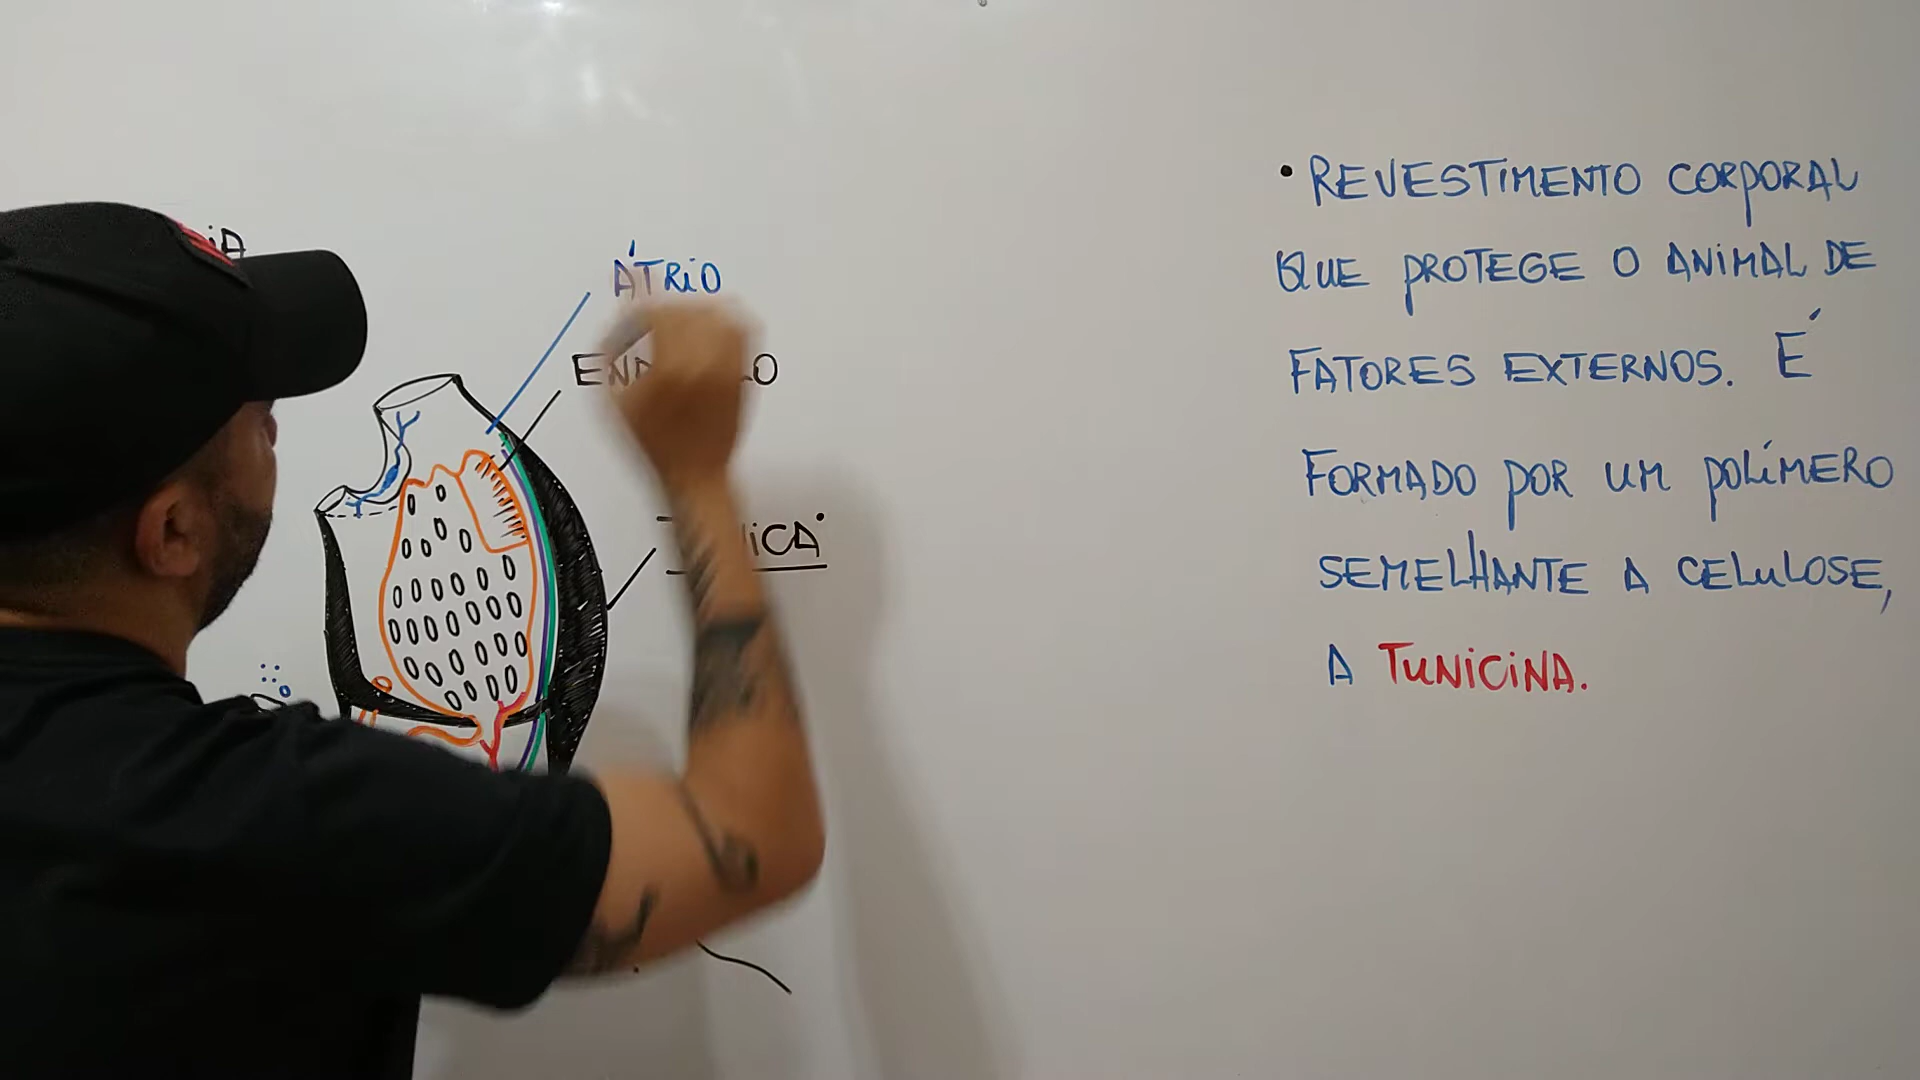 ÁTRIO
• REVESTIMENTO CORPORAL
QUE PROTEGE O ANIMAL DE
FATORES EXTERNOS. É
FORMADO POR UM POLÍMERO
SEMELHANTE A CELULOSE,
A TUNICINA.